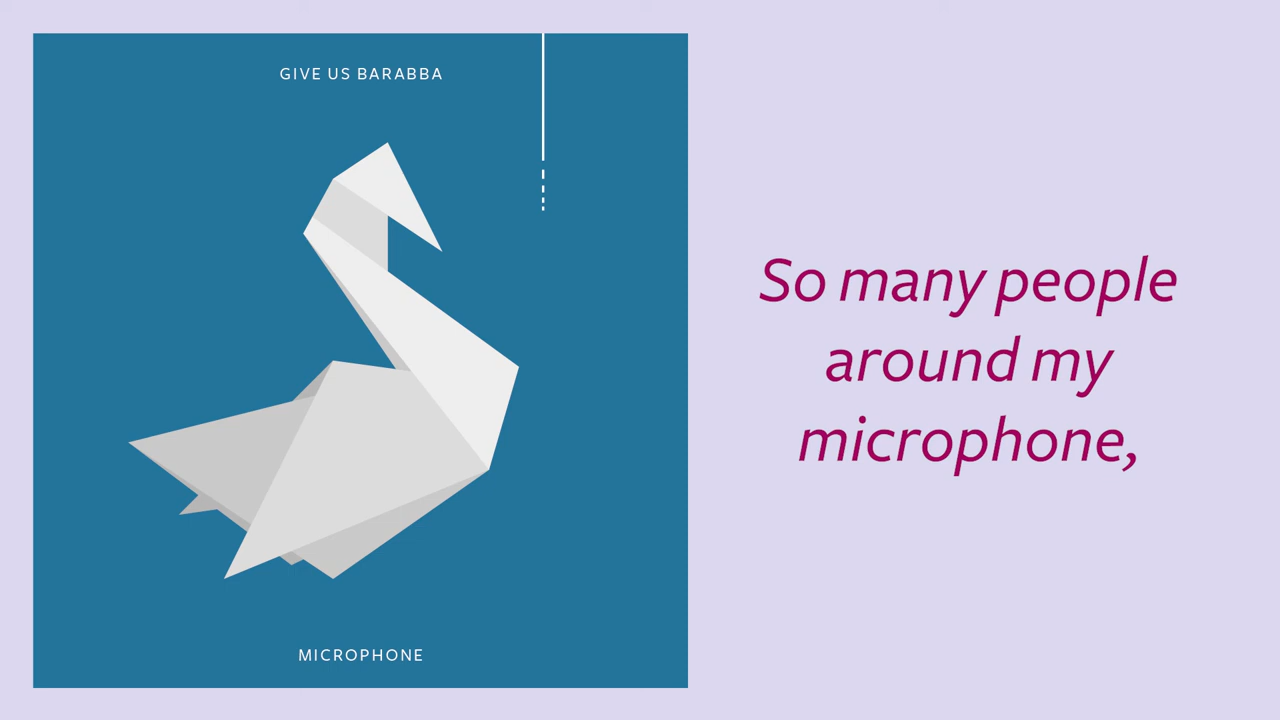 GIVE US BARABBA
MICROPHONE
So many people
around my
microphone,